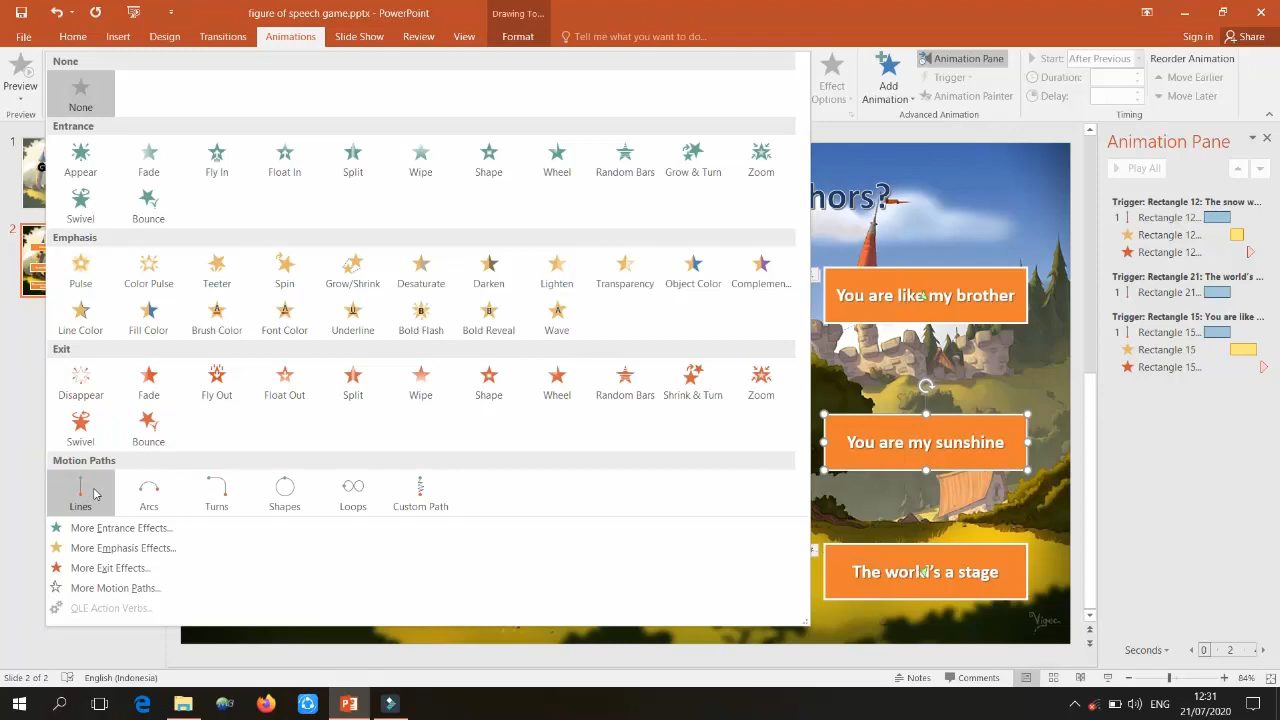 figure of speech game.pptx - PowerPoint
Drawing To...
File Home Insert Design Transitions Animations Slide Show Review View Format Tell me what you want to do... Sign in Share
Preview
Preview
None
None
Entrance
Appear Fade Fly In Float In Split Wipe Shape Wheel Random Bars Grow & Turn Zoom
Swivel Bounce
Emphasis
Pulse Color Pulse Teeter Spin Grow/Shrink Desaturate Darken Lighten Transparency Object Color Complemen...
Line Color Fill Color Brush Color Font Color Underline Bold Flash Bold Reveal Wave
Exit
Disappear Fade Fly Out Float Out Split Wipe Shape Wheel Random Bars Shrink & Turn Zoom
Swivel Bounce
Motion Paths
Lines Arcs Turns Shapes Loops Custom Path
More Entrance Effects...
More Emphasis Effects...
More Exit Effects...
More Motion Paths...
OLE Action Verbs...
Effect
Options
Add
Animation
Animation Pane
Trigger
Animation Painter
Advanced Animation
Start: After Previous
Duration:
Delay:
Reorder Animation
Move Earlier
Move Later
Timing
1
2
hors?
You are like my brother
You are my sunshine
The world's a stage
Vigea
Animation Pane
Play All
Trigger: Rectangle 12: The snow w...
1 Rectangle 12...
Rectangle 12...
Rectangle 12...
Trigger: Rectangle 21: The world's ...
1 Rectangle 21...
Trigger: Rectangle 15: You are like ...
1 Rectangle 15...
Rectangle 15
Rectangle 15...
Seconds 0 2
Slide 2 of 2 English (Indonesia) Notes Comments 84%
ENG
12:31
21/07/2020